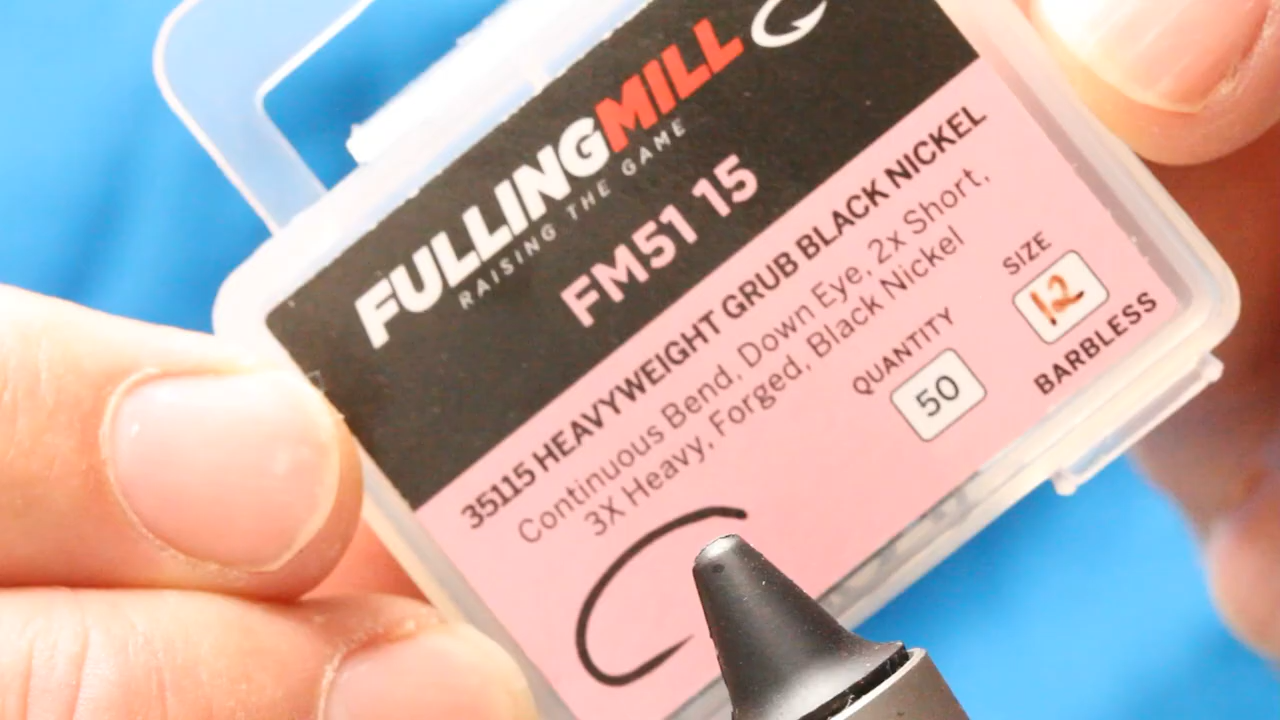 FULLINGMILL
RAISING THE GAME
FM51 15
35115 HEAVYWEIGHT GRUB BLACK NICKEL
Continuous Bend, Down Eye, 2x Short,
3X Heavy, Forged, Black Nickel
QUANTITY
50
SIZE
12
BARBLESS